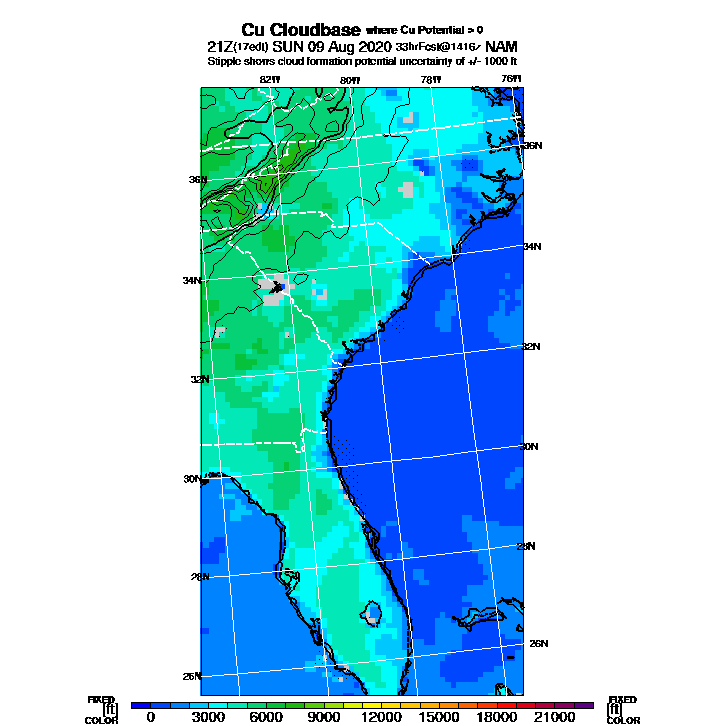 Cu Cloudbase where Cu Potential > 0
21Z(17edt) SUN 09 Aug 2020 33hrFcst@1416z NAM
Stipple shows cloud formation potential uncertainty of +/- 1000 ft
82W 80W 78W 76W
36N
36N
34N
34N
32N
32N
30N
30N
28N
28N
26N
26N
FIXED FIXED
[ft] [ft]
COLOR COLOR
0 3000 6000 9000 12000 15000 18000 21000